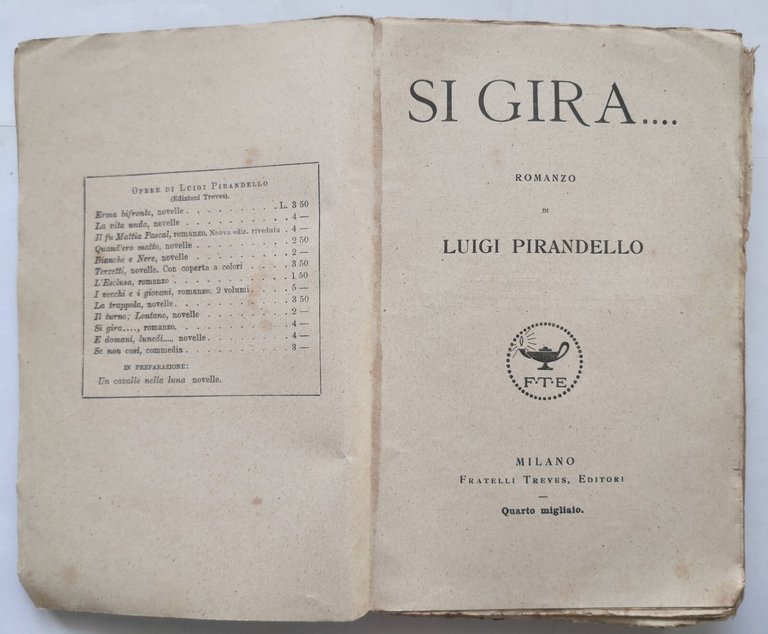 OPERE DI LUIGI PIRANDELLO
(Edizioni Treves).
Erma bifronte, novelle . . . . . . . . . . L. 3 50
La vita nuda, novelle . . . . . . . . . . 4 —
Il fu Mattia Pascal, romanzo. Nuova ediz. riveduta . 4 —
Quand'ero matto, novelle . . . . . . . . . 2 50
Bianche e Nere, novelle . . . . . . . . . 2 —
Terzetti, novelle. Con coperta a colori . . . . . 3 50
L'Esclusa, romanzo . . . . . . . . . . . 1 50
I vecchi e i giovani, romanzo. 2 volumi . . . . . 5 —
La trappola, novelle . . . . . . . . . . . 3 50
Il turno; Lontano, novelle . . . . . . . . . 2 —
Si gira,..., romanzo. . . . . . . . . . . 4 —
E domani, lunedì..., novelle . . . . . . . . 4 —
Se non così, commedia . . . . . . . . . . 3 —
IN PREPARAZIONE:
Un cavallo nella luna novelle.
SI GIRA....
ROMANZO
DI
LUIGI PIRANDELLO
F·T·E
MILANO
FRATELLI TREVES, EDITORI
—
Quarto migliaio.